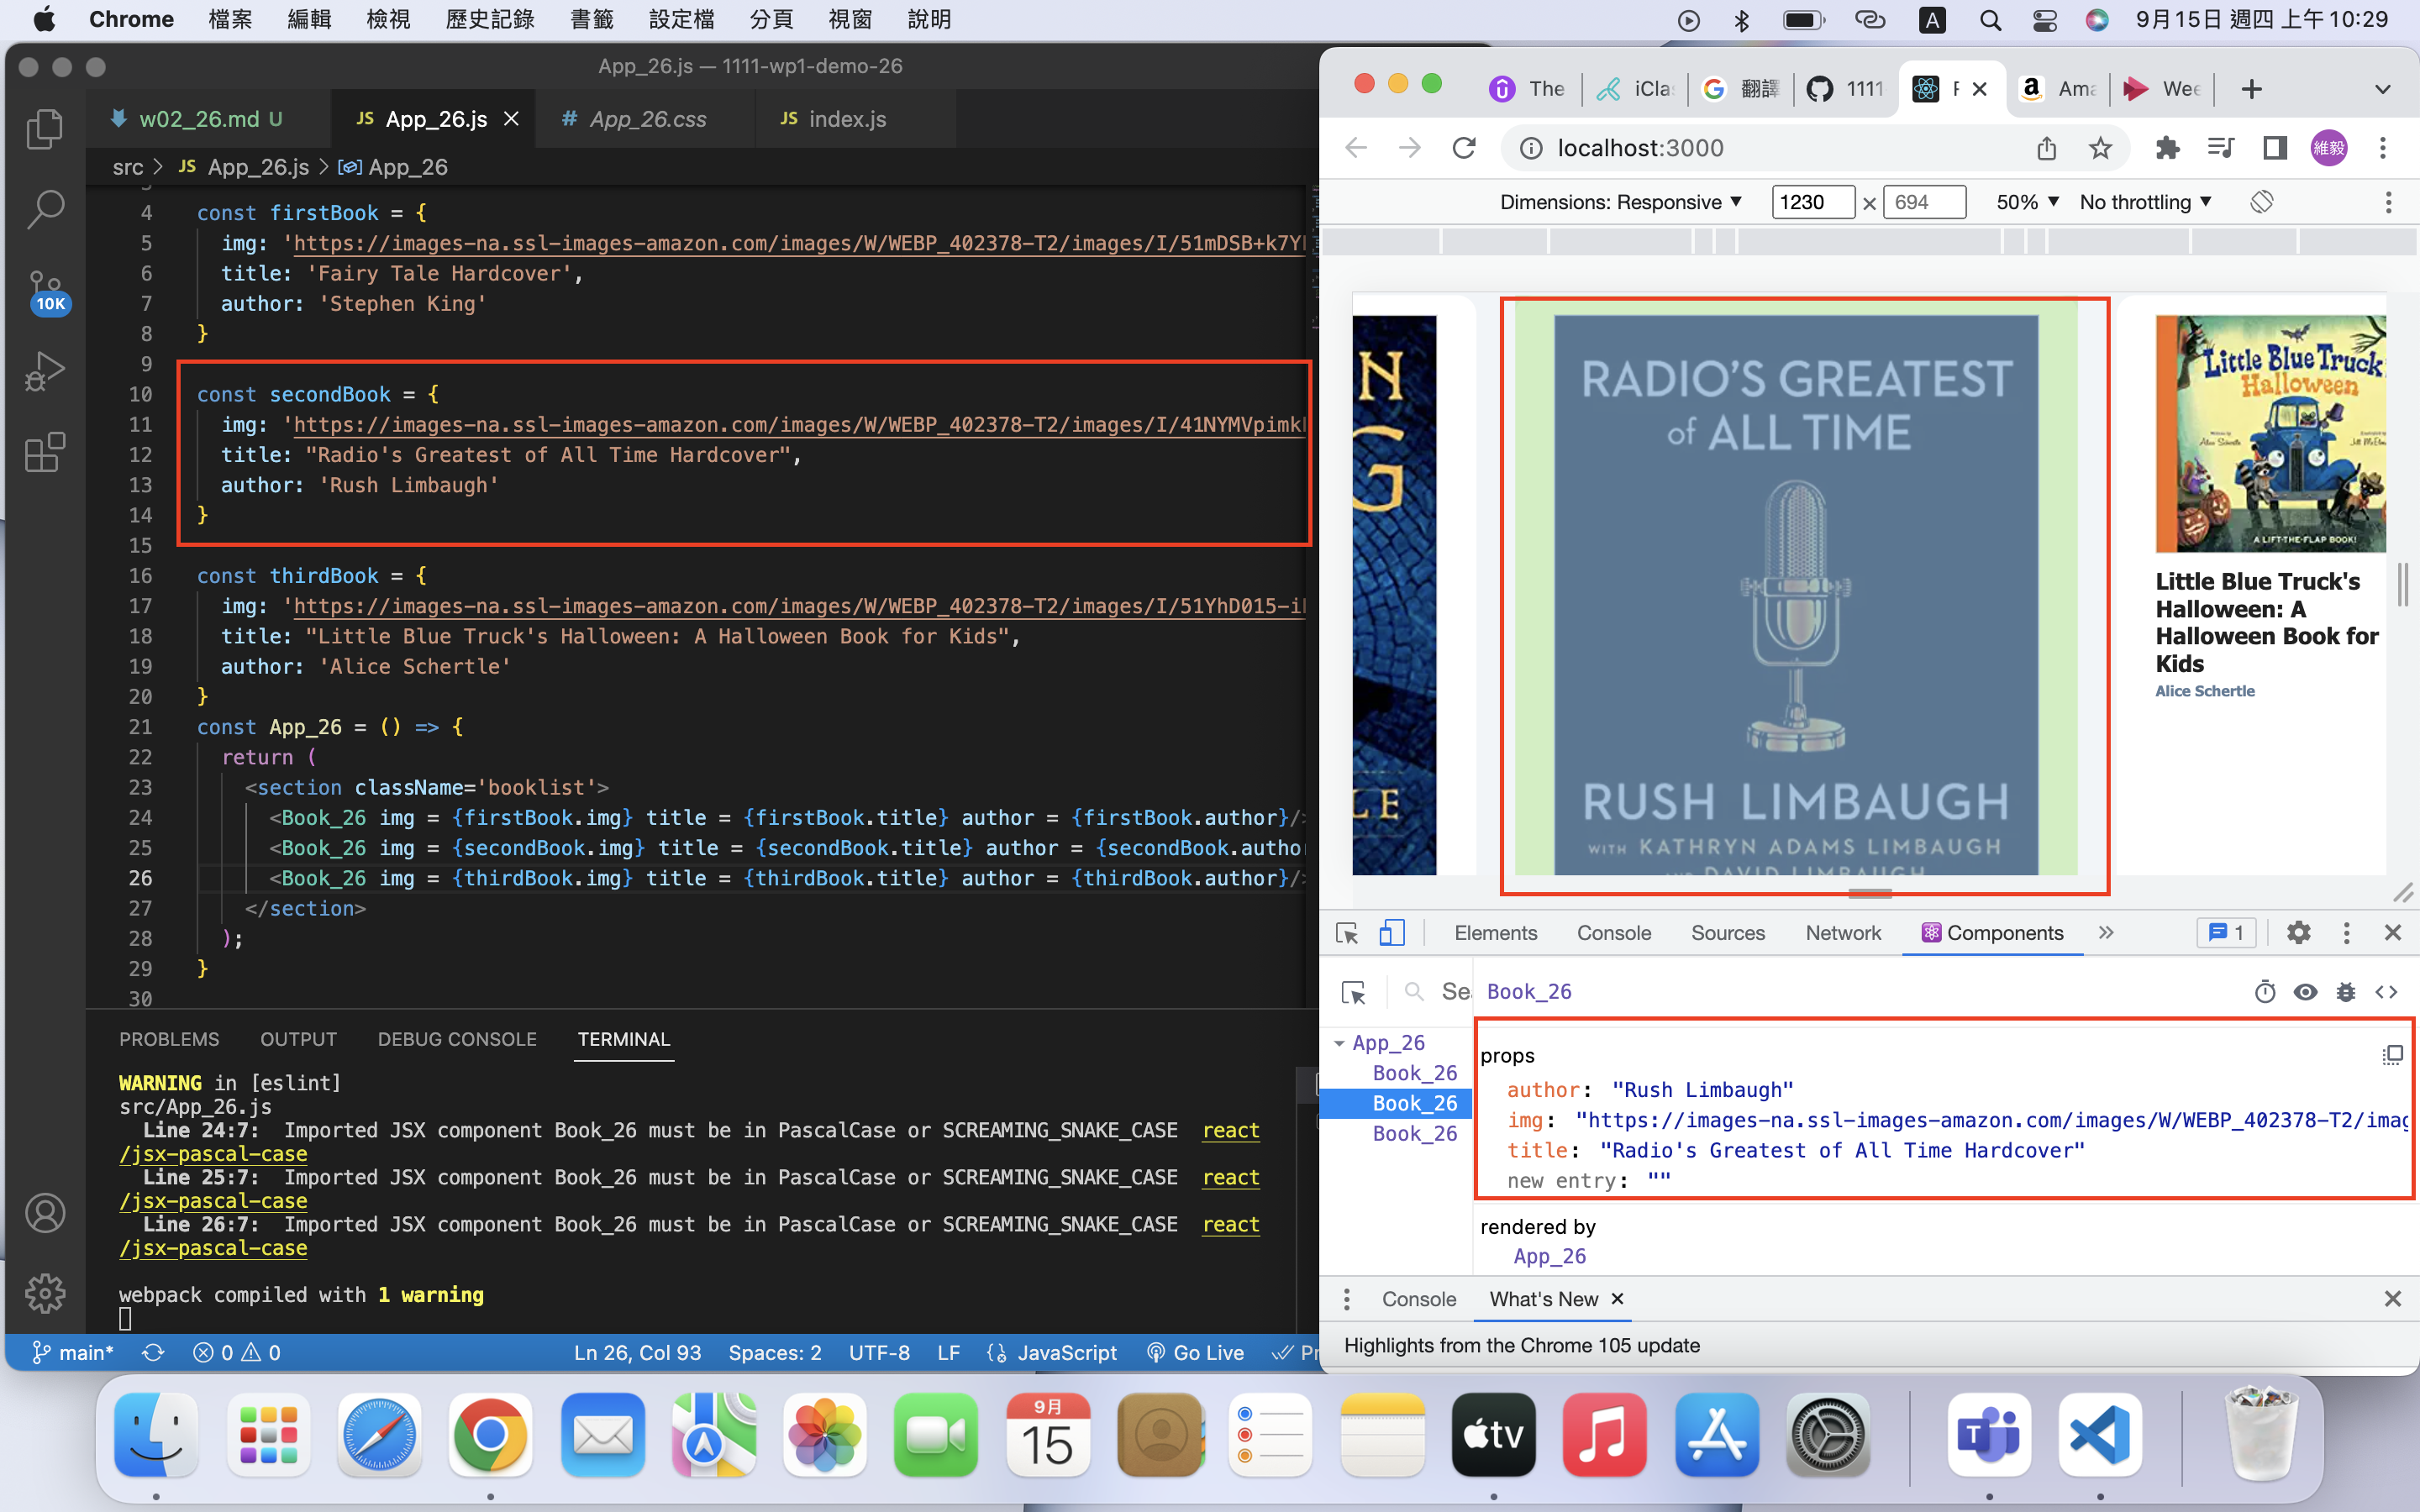 Chrome 檔案 編輯 檢視 歷史記錄 書籤 設定檔 分頁 視窗 說明
A 9月15日 週四 上午10:29
App_26.js — 1111-wp1-demo-26
w02_26.md U JS App_26.js # App_26.css JS index.js
src > JS App_26.js > App_26
10K
4 const firstBook = {
5 img: 'https://images-na.ssl-images-amazon.com/images/W/WEBP_402378-T2/images/I/51mDSB+k7Y
6 title: 'Fairy Tale Hardcover',
7 author: 'Stephen King'
8 }
9
10 const secondBook = {
11 img: 'https://images-na.ssl-images-amazon.com/images/W/WEBP_402378-T2/images/I/41NYMVpimk
12 title: "Radio's Greatest of All Time Hardcover",
13 author: 'Rush Limbaugh'
14 }
15
16 const thirdBook = {
17 img: 'https://images-na.ssl-images-amazon.com/images/W/WEBP_402378-T2/images/I/51YhD015-i
18 title: "Little Blue Truck's Halloween: A Halloween Book for Kids",
19 author: 'Alice Schertle'
20 }
21 const App_26 = () => {
22 return (
23 <section className='booklist'>
24 <Book_26 img = {firstBook.img} title = {firstBook.title} author = {firstBook.author}/>
25 <Book_26 img = {secondBook.img} title = {secondBook.title} author = {secondBook.autho
26 <Book_26 img = {thirdBook.img} title = {thirdBook.title} author = {thirdBook.author}/>
27 </section>
28 );
29 }
30
PROBLEMS OUTPUT DEBUG CONSOLE TERMINAL
WARNING in [eslint]
src/App_26.js
Line 24:7: Imported JSX component Book_26 must be in PascalCase or SCREAMING_SNAKE_CASE react
/jsx-pascal-case
Line 25:7: Imported JSX component Book_26 must be in PascalCase or SCREAMING_SNAKE_CASE react
/jsx-pascal-case
Line 26:7: Imported JSX component Book_26 must be in PascalCase or SCREAMING_SNAKE_CASE react
/jsx-pascal-case
webpack compiled with 1 warning
main* 0 0 Ln 26, Col 93 Spaces: 2 UTF-8 LF JavaScript Go Live Pr
The iCla 翻譯 1111 Ama Wee
localhost:3000 維毅
Dimensions: Responsive 1230 × 694 50% No throttling
N
G
LE
RADIO'S GREATEST
of ALL TIME
RUSH LIMBAUGH
WITH KATHRYN ADAMS LIMBAUGH
AND DAVID LIMBAUGH
Little Blue Truck
Halloween
Alice Schertle
A LIFT-THE-FLAP BOOK!
Little Blue Truck's
Halloween: A
Halloween Book for
Kids
Alice Schertle
Elements Console Sources Network Components 1
Sea Book_26
App_26
Book_26
Book_26
Book_26
props
author: "Rush Limbaugh"
img: "https://images-na.ssl-images-amazon.com/images/W/WEBP_402378-T2/imag
title: "Radio's Greatest of All Time Hardcover"
new entry: ""
rendered by
App_26
Console What's New
Highlights from the Chrome 105 update
9月
15
tv
T